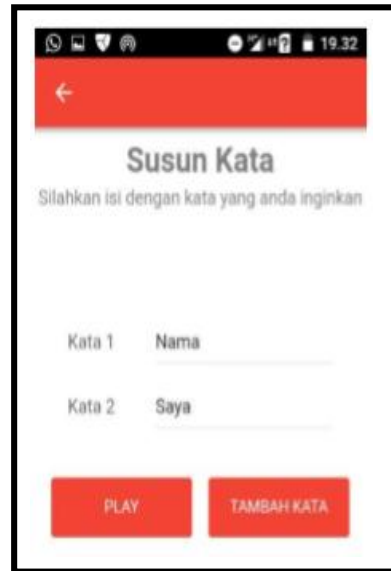 19.32
Susun Kata
Silahkan isi dengan kata yang anda inginkan
Kata 1 Nama
Kata 2 Saya
PLAY TAMBAH KATA